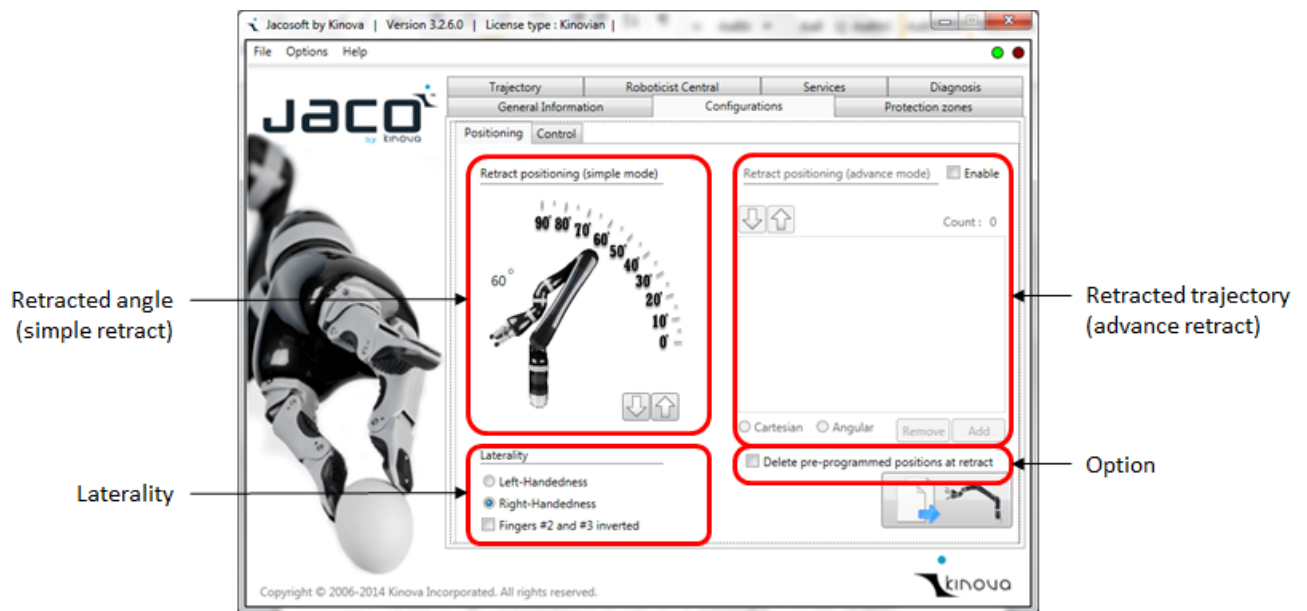 Jacosoft by Kinova | Version 3.2.6.0 | License type : Kinovian |
File Options Help
Trajectory Roboticist Central Services Diagnosis
General Information Configurations Protection zones
Jaco
by kinova
Positioning Control
Retract positioning (simple mode)
Retract positioning (advance mode) Enable
90° 80° 70° 60° 50° 40° 30° 20° 10° 0°
60°
Count : 0
Retracted angle
(simple retract)
Retracted trajectory
(advance retract)
Cartesian Angular Remove Add
Laterality
Delete pre-programmed positions at retract
Option
Left-Handedness
Laterality
Right-Handedness
Fingers #2 and #3 inverted
kinova
Copyright © 2006-2014 Kinova Incorporated. All rights reserved.